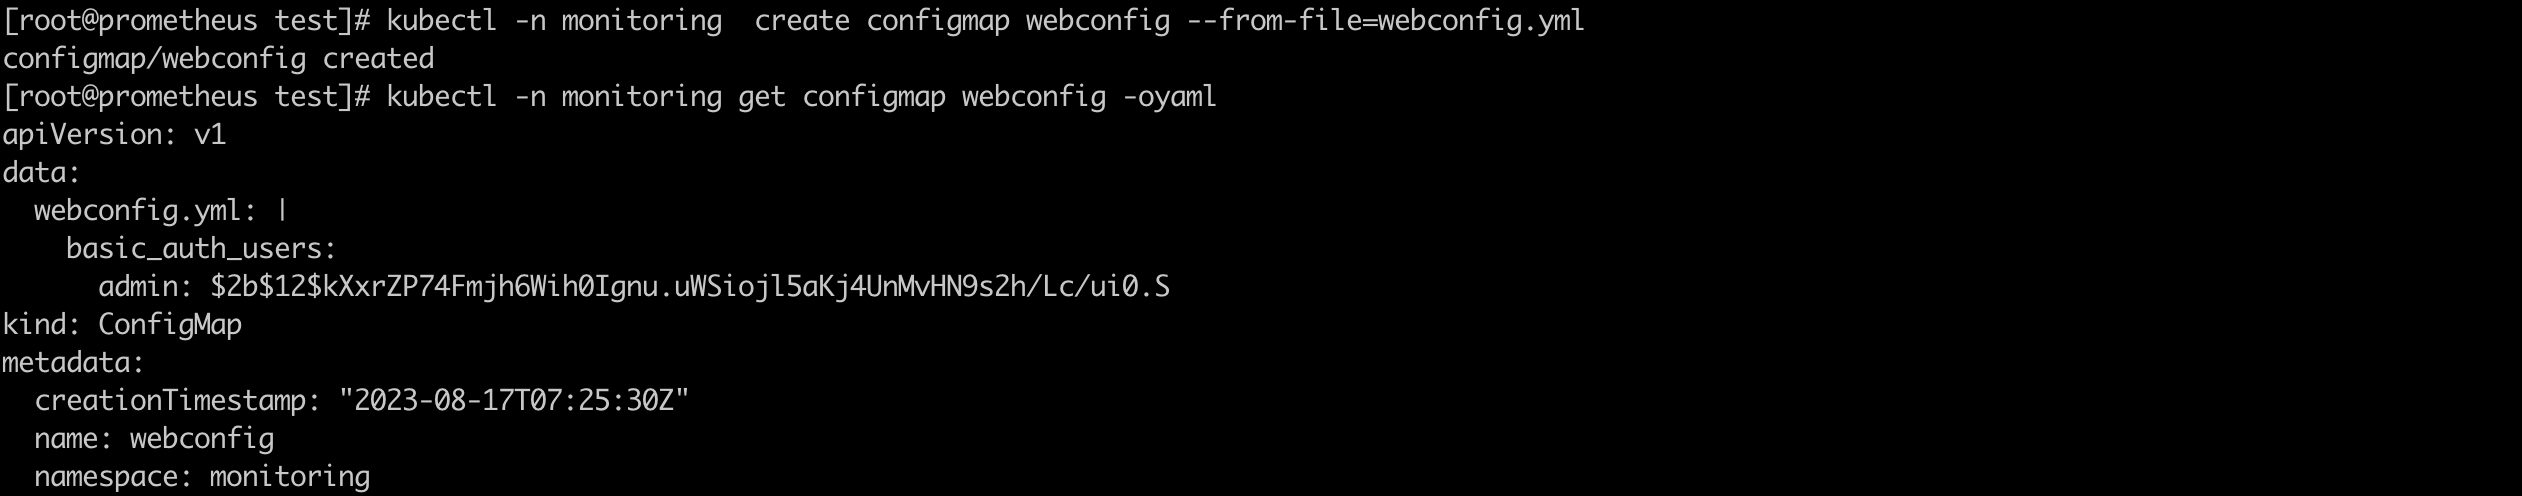 [root@prometheus test]# kubectl -n monitoring  create configmap webconfig --from-file=webconfig.yml
configmap/webconfig created
[root@prometheus test]# kubectl -n monitoring get configmap webconfig -oyaml
apiVersion: v1
data:
  webconfig.yml: |
    basic_auth_users:
      admin: $2b$12$kXxrZP74Fmjh6Wih0Ignu.uWSiojl5aKj4UnMvHN9s2h/Lc/ui0.S
kind: ConfigMap
metadata:
  creationTimestamp: "2023-08-17T07:25:30Z"
  name: webconfig
  namespace: monitoring